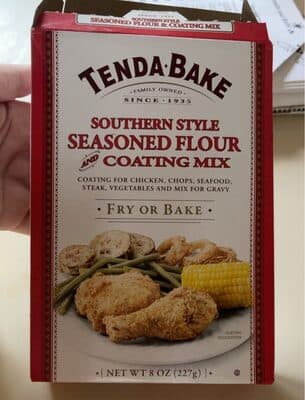 SOUTHERN STYLE
SEASONED FLOUR & COATING MIX
TENDA·BAKE
· FAMILY OWNED ·
SINCE · 1935
SOUTHERN STYLE
SEASONED FLOUR
AND COATING MIX
COATING FOR CHICKEN, CHOPS, SEAFOOD,
STEAK, VEGETABLES AND MIX FOR GRAVY
· FRY OR BAKE ·
SERVING
SUGGESTION
·[ NET WT 8 OZ (227g) ]·